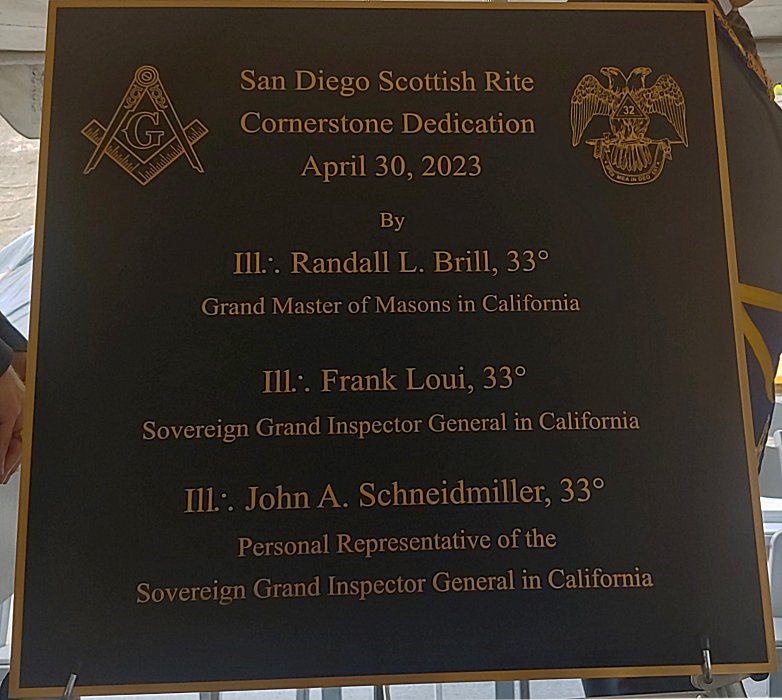 San Diego Scottish Rite
Cornerstone Dedication
April 30, 2023
G
32
By
Ill∴ Randall L. Brill, 33°
Grand Master of Masons in California
Ill∴ Frank Loui, 33°
Sovereign Grand Inspector General in California
Ill∴ John A. Schneidmiller, 33°
Personal Representative of the
Sovereign Grand Inspector General in California